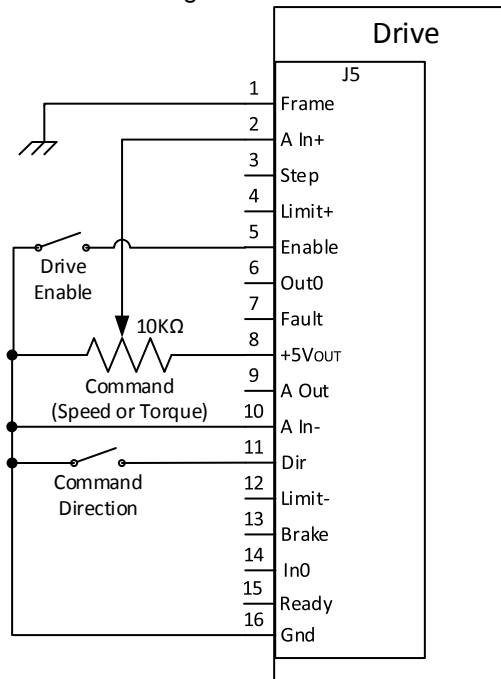 Drive
J5
1 Frame
2 A In+
3 Step
4 Limit+
5 Enable
Drive
Enable
6 Out0
7 Fault
10KΩ
8 +5VOUT
Command
(Speed or Torque)
9 A Out
10 A In-
11 Dir
Command
Direction
12 Limit-
13 Brake
14 In0
15 Ready
16 Gnd